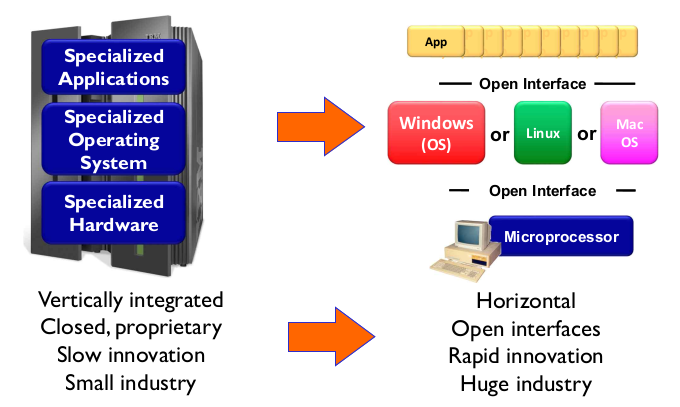 Specialized
Applications
Specialized
Operating
System
Specialized
Hardware
Vertically integrated
Closed, proprietary
Slow innovation
Small industry
App
Open Interface
Windows
(OS)
or
Linux
or
Mac
OS
Open Interface
Microprocessor
Horizontal
Open interfaces
Rapid innovation
Huge industry